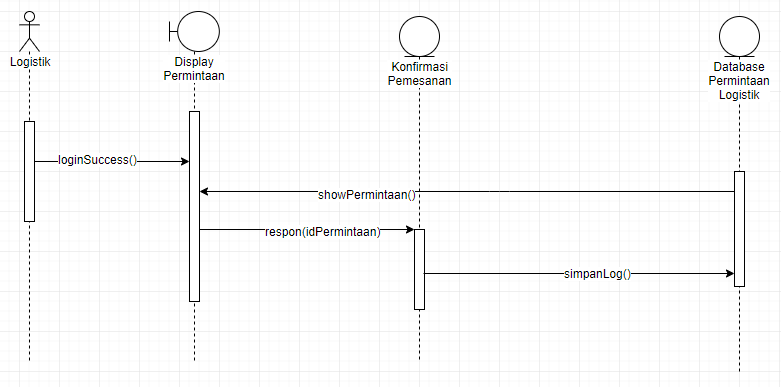 Logistik
Display
Permintaan
Konfirmasi
Pemesanan
Database
Permintaan
Logistik
loginSuccess()
showPermintaan()
respon(idPermintaan)
simpanLog()